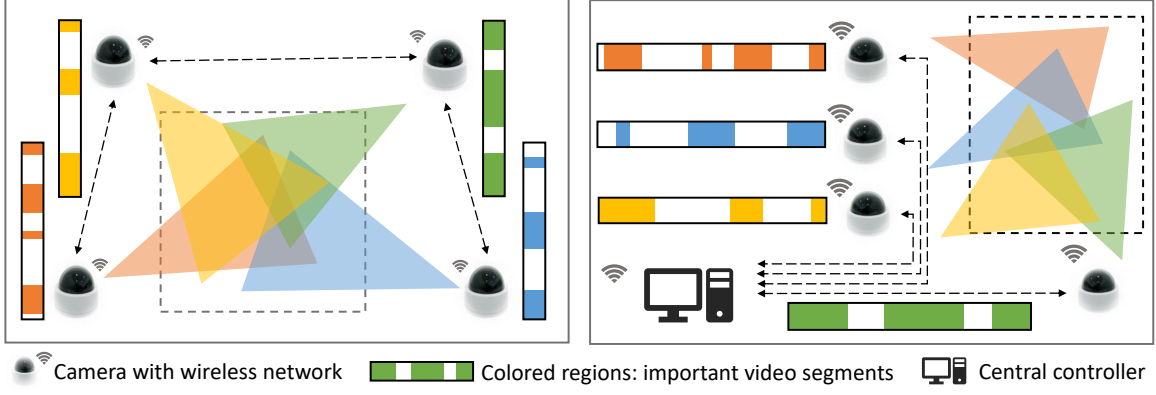 Camera with wireless network
Colored regions: important video segments
Central controller